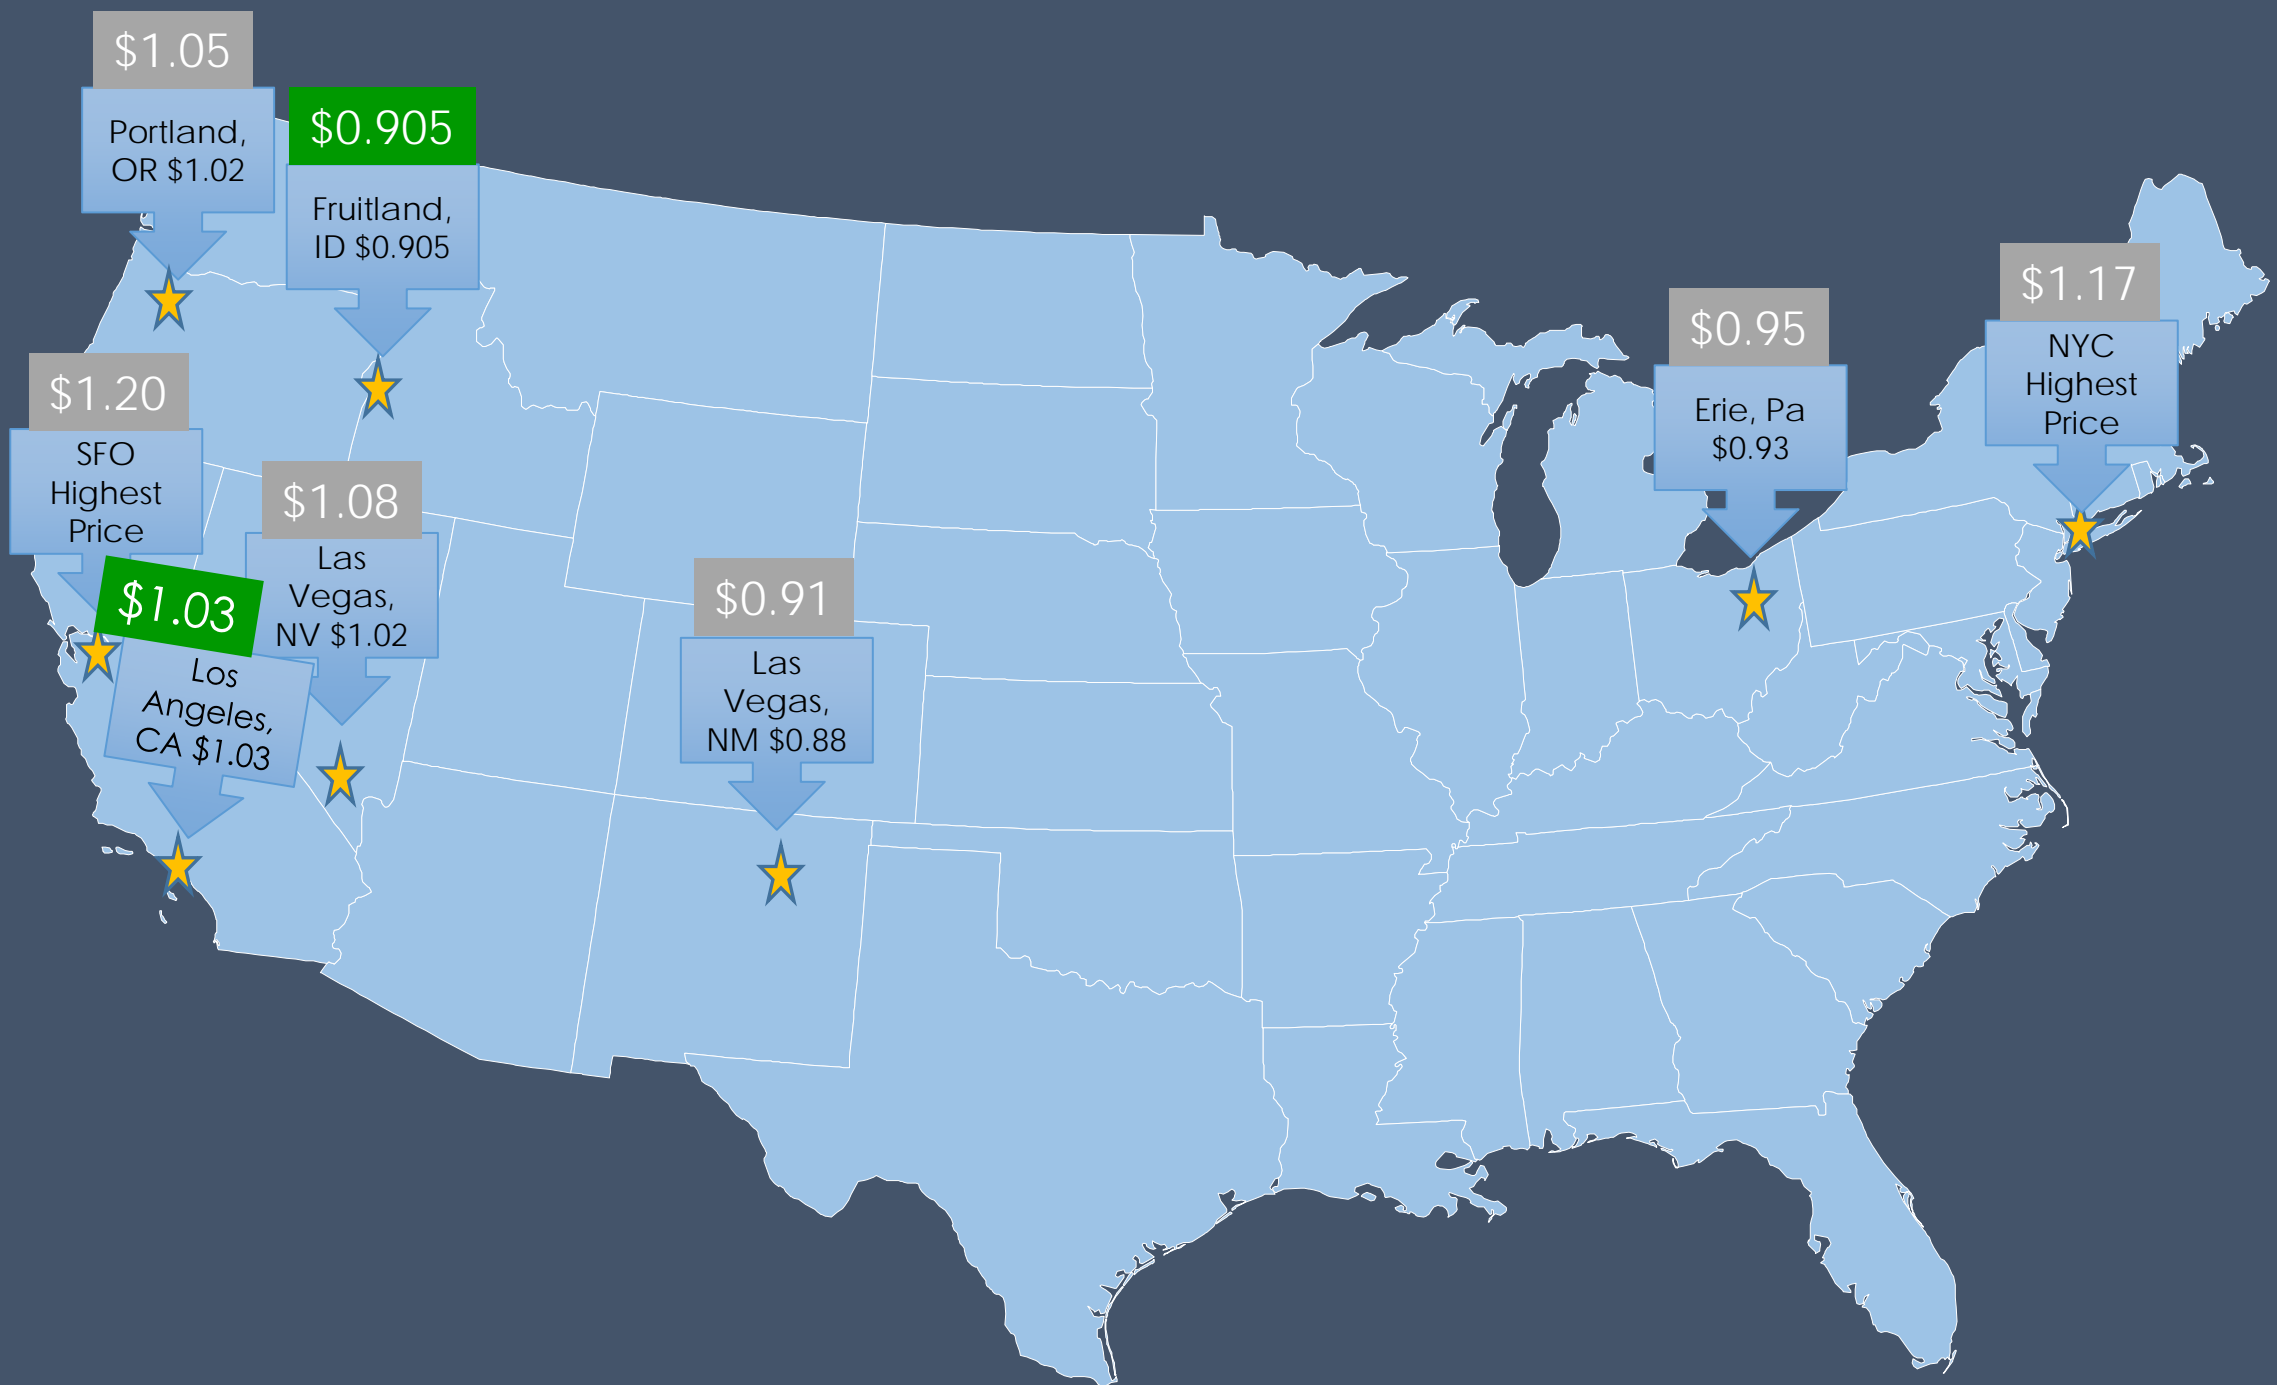 $1.05
Portland,
OR $1.02
$0.905
Fruitland,
ID $0.905
$1.20
SFO
Highest
Price
$1.08
Las
Vegas,
NV $1.02
$1.03
Los
Angeles,
CA $1.03
$0.91
Las
Vegas,
NM $0.88
$0.95
Erie, Pa
$0.93
$1.17
NYC
Highest
Price